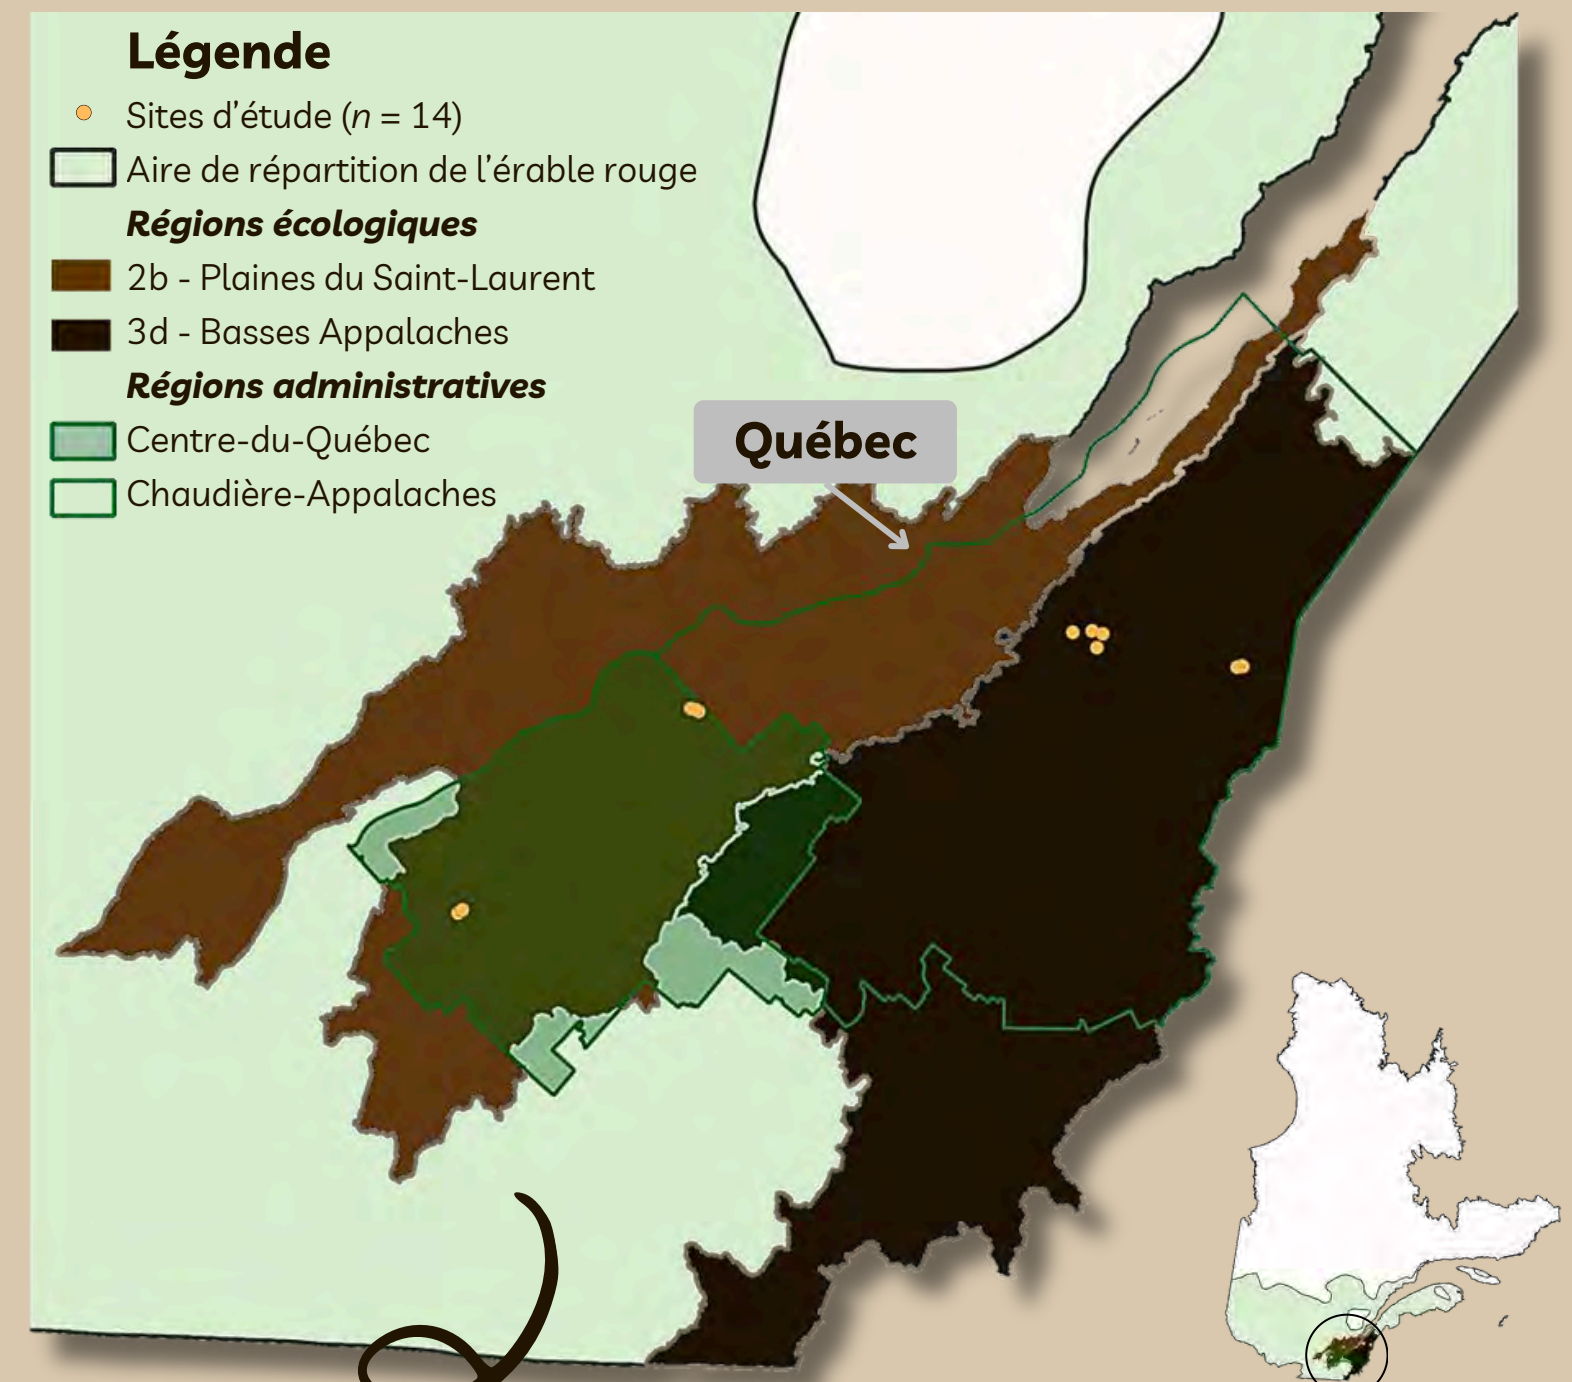 Légende
Sites d'étude (n = 14)
Aire de répartition de l'érable rouge
Régions écologiques
2b - Plaines du Saint-Laurent
3d - Basses Appalaches
Régions administratives
Centre-du-Québec
Chaudière-Appalaches
Québec